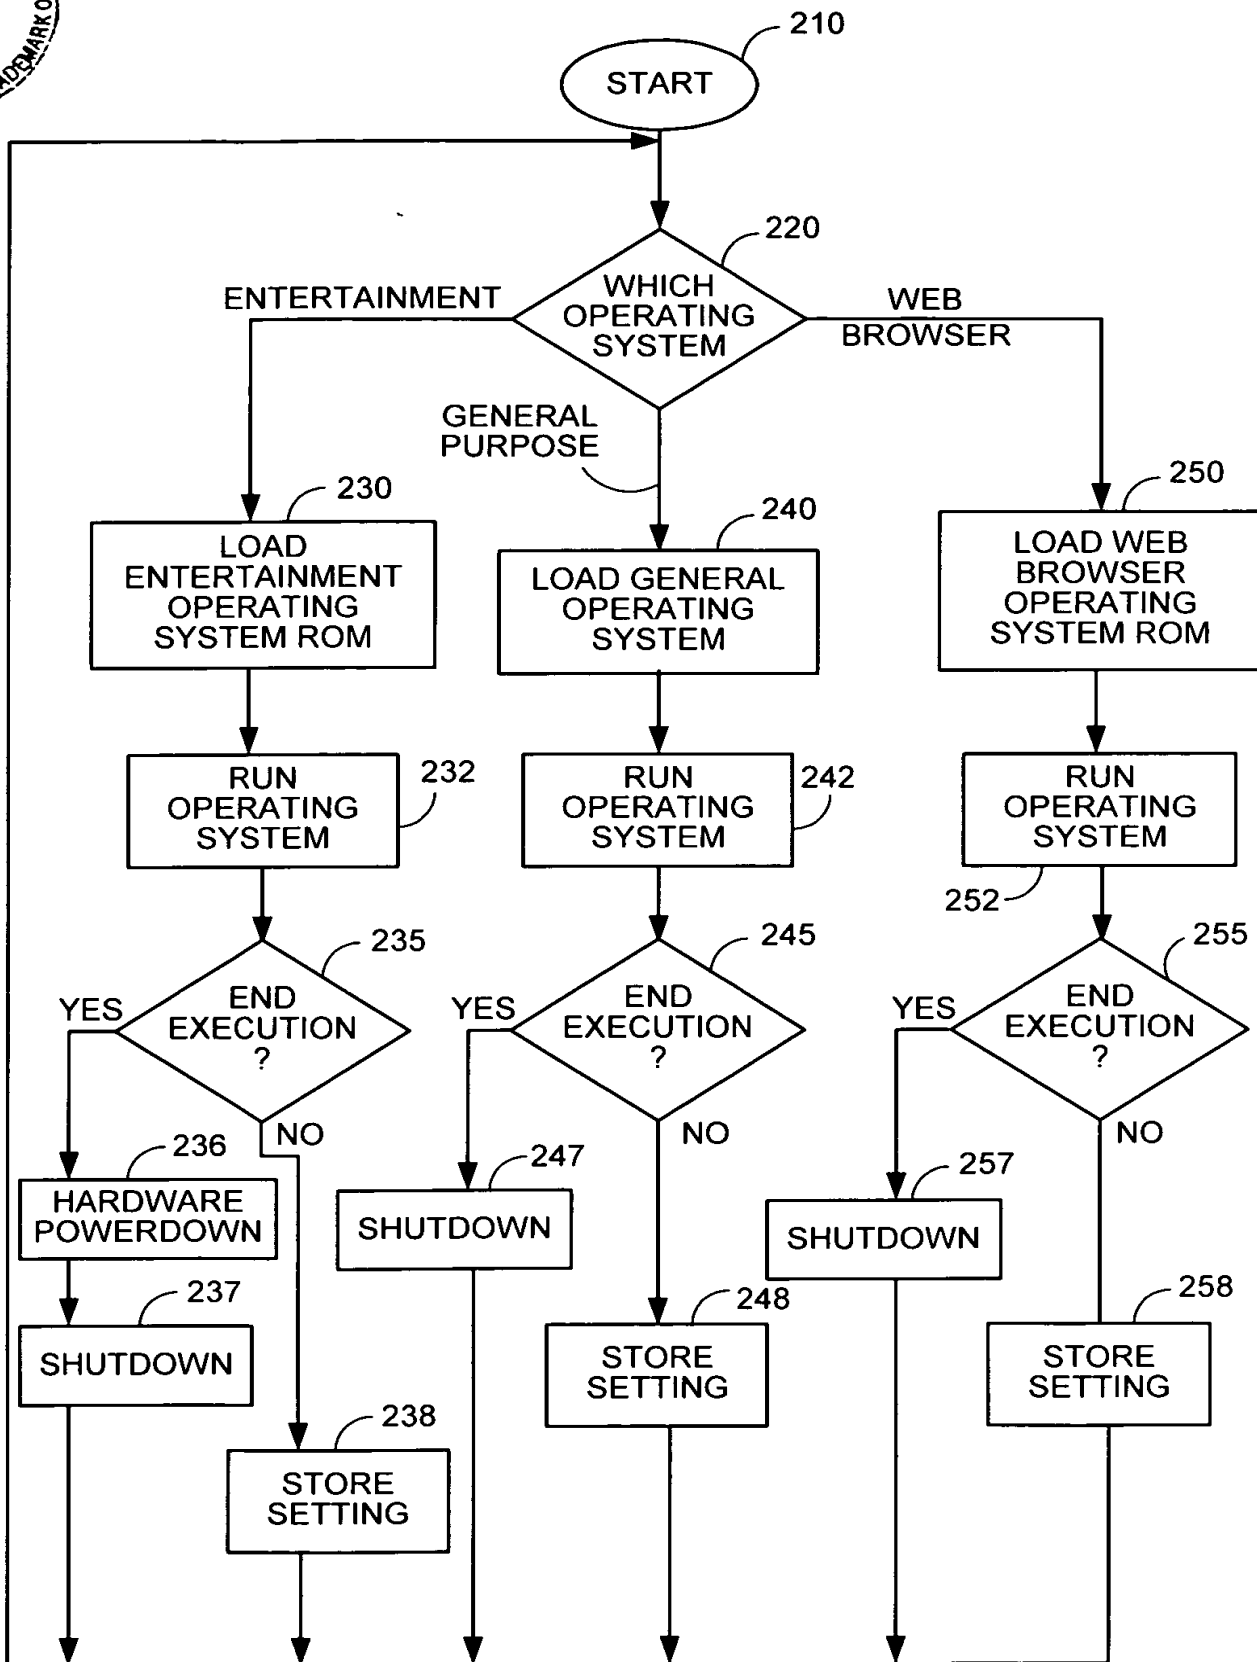 210
START
220
WHICH
OPERATING
SYSTEM
ENTERTAINMENT
WEB
BROWSER
GENERAL
PURPOSE
230
LOAD
ENTERTAINMENT
OPERATING
SYSTEM ROM
240
LOAD GENERAL
OPERATING
SYSTEM
250
LOAD WEB
BROWSER
OPERATING
SYSTEM ROM
RUN
OPERATING
SYSTEM
232
RUN
OPERATING
SYSTEM
242
RUN
OPERATING
SYSTEM
252
235
YES
END
EXECUTION
?
NO
245
YES
END
EXECUTION
?
NO
255
YES
END
EXECUTION
?
NO
236
HARDWARE
POWERDOWN
247
SHUTDOWN
257
SHUTDOWN
237
SHUTDOWN
248
STORE
SETTING
258
STORE
SETTING
238
STORE
SETTING